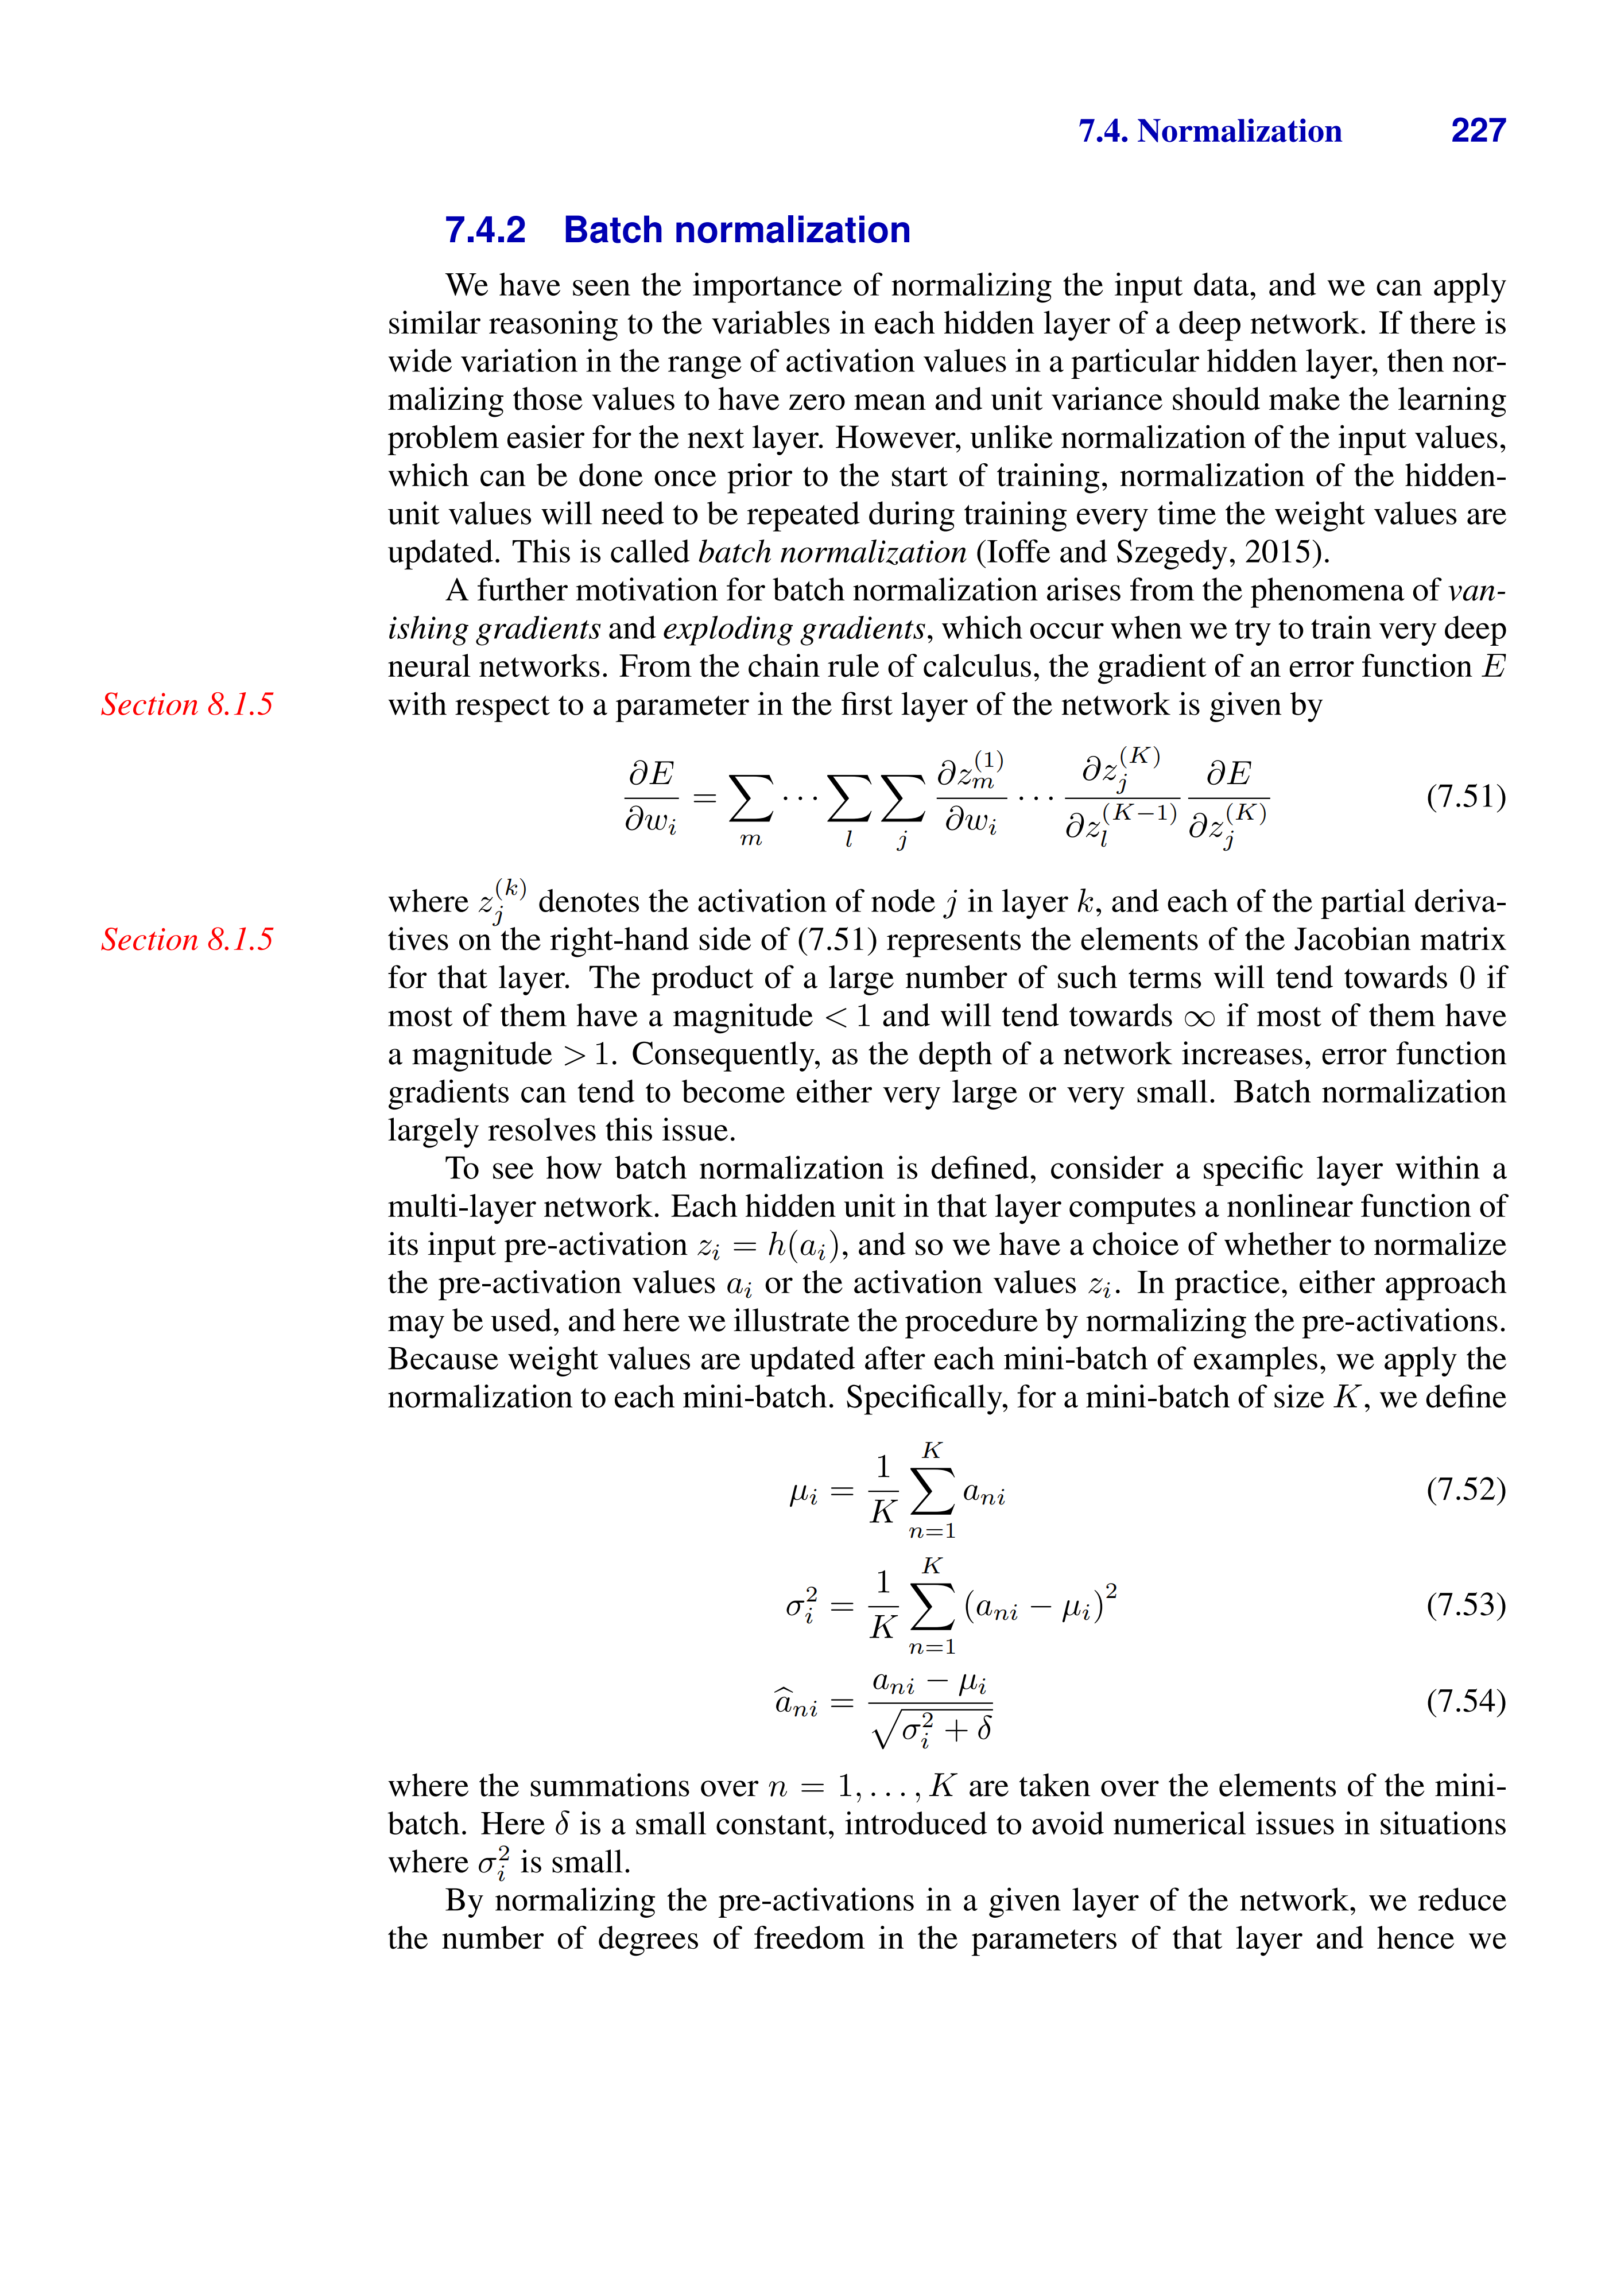 7.4. Normalization 227
7.4.2 Batch normalization
We have seen the importance of normalizing the input data, and we can apply
similar reasoning to the variables in each hidden layer of a deep network. If there is
wide variation in the range of activation values in a particular hidden layer, then nor-
malizing those values to have zero mean and unit variance should make the learning
problem easier for the next layer. However, unlike normalization of the input values,
which can be done once prior to the start of training, normalization of the hidden-
unit values will need to be repeated during training every time the weight values are
updated. This is called batch normalization (Ioffe and Szegedy, 2015).
A further motivation for batch normalization arises from the phenomena of van-
ishing gradients and exploding gradients, which occur when we try to train very deep
neural networks. From the chain rule of calculus, the gradient of an error function E
Section 8.1.5 with respect to a parameter in the first layer of the network is given by
\frac{\partial E}{\partial w_i} = \sum_m \cdots \sum_l \sum_j \frac{\partial z_m^{(1)}}{\partial w_i} \cdots \frac{\partial z_j^{(K)}}{\partial z_l^{(K-1)}} \frac{\partial E}{\partial z_j^{(K)}} (7.51)
where z_j^{(k)} denotes the activation of node j in layer k, and each of the partial deriva-
Section 8.1.5 tives on the right-hand side of (7.51) represents the elements of the Jacobian matrix
for that layer. The product of a large number of such terms will tend towards 0 if
most of them have a magnitude < 1 and will tend towards ∞ if most of them have
a magnitude > 1. Consequently, as the depth of a network increases, error function
gradients can tend to become either very large or very small. Batch normalization
largely resolves this issue.
To see how batch normalization is defined, consider a specific layer within a
multi-layer network. Each hidden unit in that layer computes a nonlinear function of
its input pre-activation z_i = h(a_i), and so we have a choice of whether to normalize
the pre-activation values a_i or the activation values z_i. In practice, either approach
may be used, and here we illustrate the procedure by normalizing the pre-activations.
Because weight values are updated after each mini-batch of examples, we apply the
normalization to each mini-batch. Specifically, for a mini-batch of size K, we define
\mu_i = \frac{1}{K} \sum_{n=1}^{K} a_{ni} (7.52)
\sigma_i^2 = \frac{1}{K} \sum_{n=1}^{K} (a_{ni} - \mu_i)^2 (7.53)
\widehat{a}_{ni} = \frac{a_{ni} - \mu_i}{\sqrt{\sigma_i^2 + \delta}} (7.54)
where the summations over n = 1, . . . , K are taken over the elements of the mini-
batch. Here δ is a small constant, introduced to avoid numerical issues in situations
where σ_i^2 is small.
By normalizing the pre-activations in a given layer of the network, we reduce
the number of degrees of freedom in the parameters of that layer and hence we